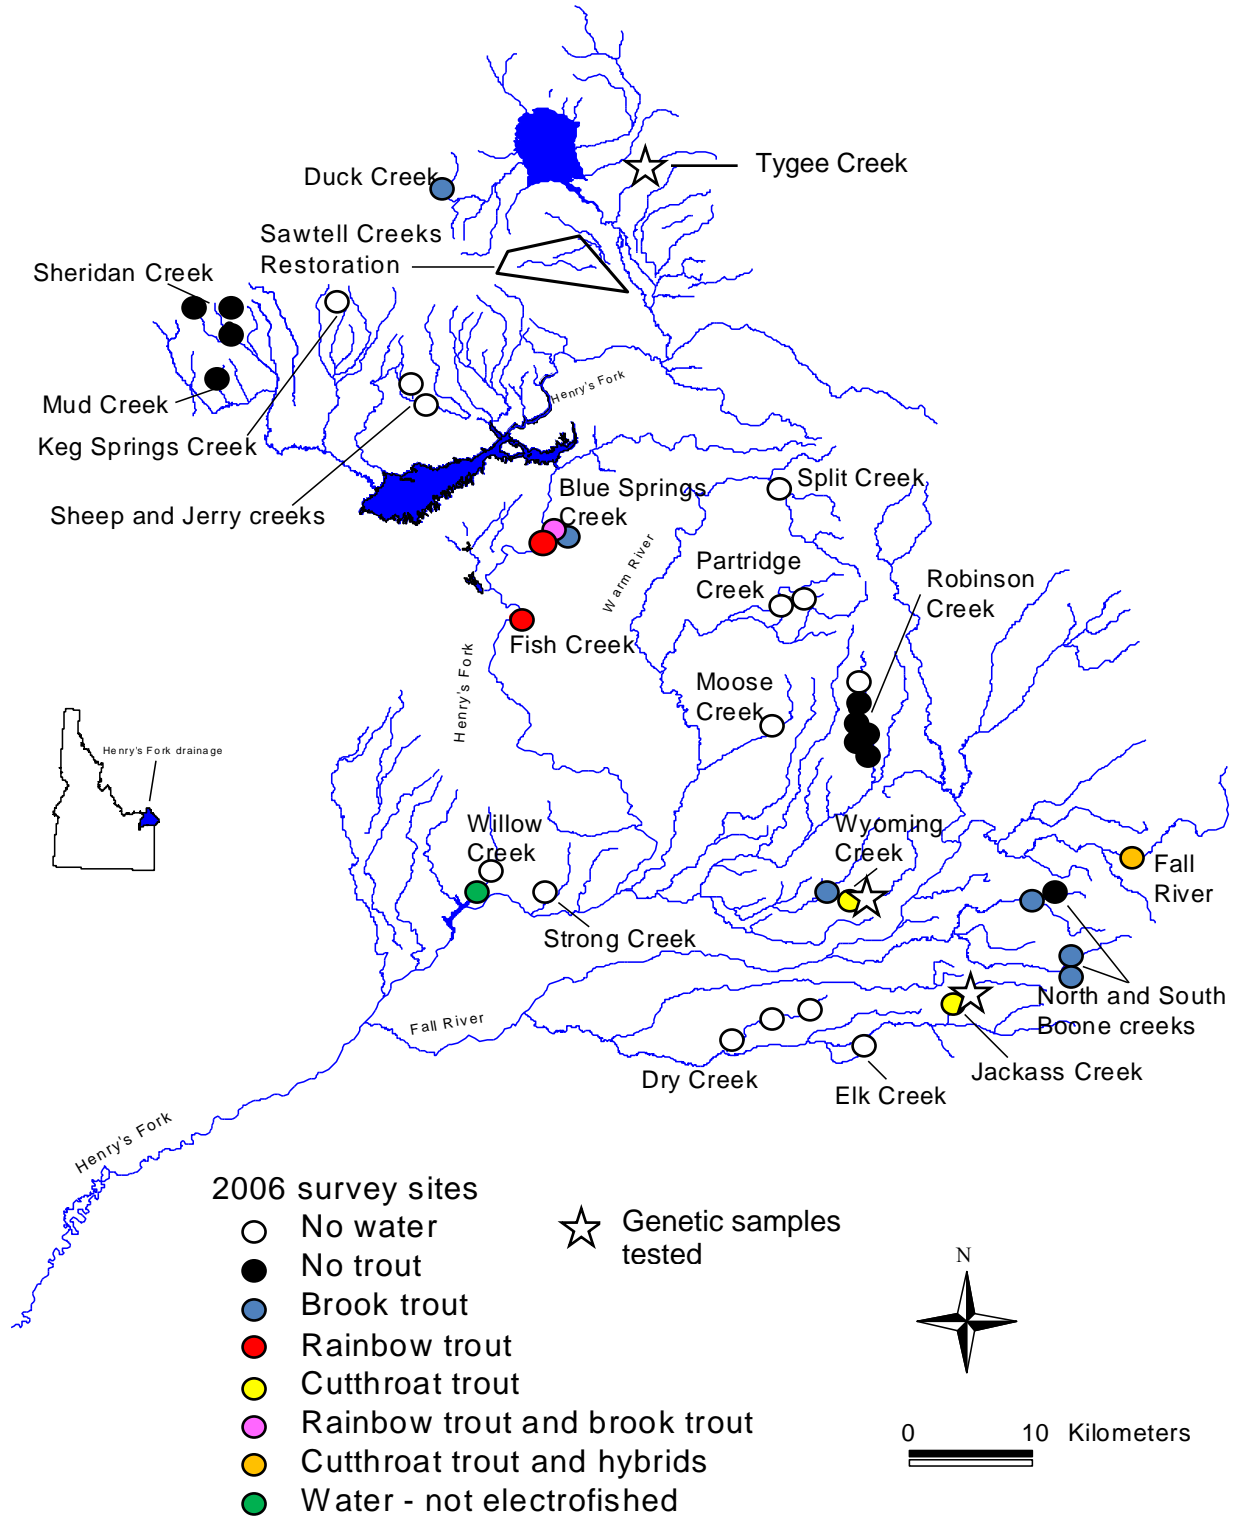 Duck Creek
Tygee Creek
Sawtell Creeks
Restoration
Sheridan Creek
Mud Creek
Keg Springs Creek
Sheep and Jerry creeks
Henry's Fork
Blue Springs
Creek
Split Creek
Warm River
Partridge
Creek
Robinson
Creek
Fish Creek
Henry's Fork
Moose
Creek
Henry's Fork drainage
Willow
Creek
Wyoming
Creek
Fall
River
Strong Creek
North and South
Boone creeks
Fall River
Jackass Creek
Dry Creek
Elk Creek
Henry's Fork
2006 survey sites
No water
No trout
Brook trout
Rainbow trout
Cutthroat trout
Rainbow trout and brook trout
Cutthroat trout and hybrids
Water - not electrofished
Genetic samples
tested
N
0 10 Kilometers